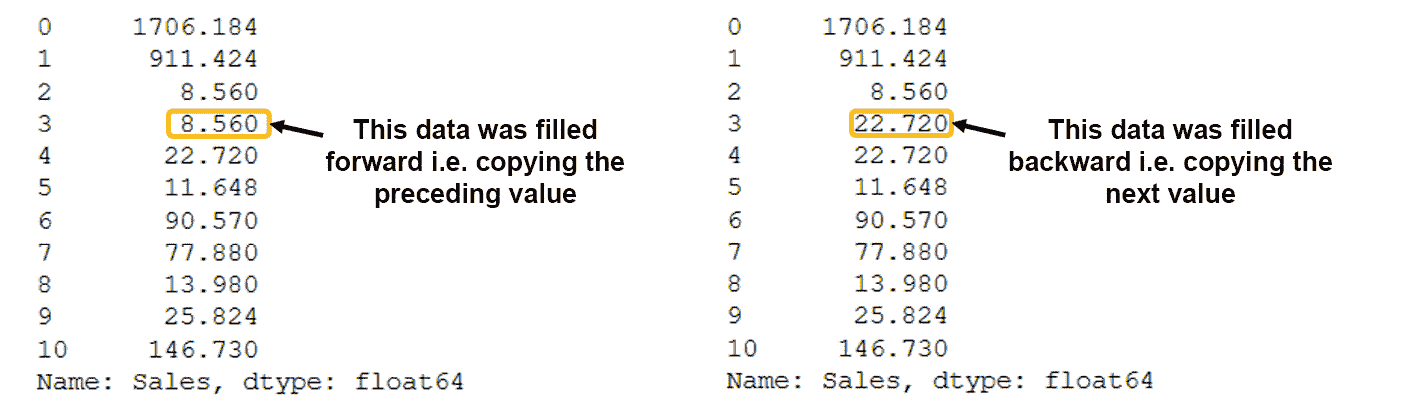 0 1706.184
1 911.424
2 8.560
3 8.560
4 22.720
5 11.648
6 90.570
7 77.880
8 13.980
9 25.824
10 146.730
Name: Sales, dtype: float64
This data was filled
forward i.e. copying the
preceding value
0 1706.184
1 911.424
2 8.560
3 22.720
4 22.720
5 11.648
6 90.570
7 77.880
8 13.980
9 25.824
10 146.730
Name: Sales, dtype: float64
This data was filled
backward i.e. copying the
next value